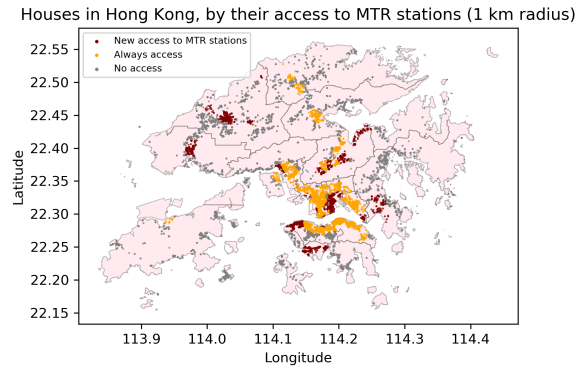 Houses in Hong Kong, by their access to MTR stations (1 km radius)
New access to MTR stations
Always access
No access
22.55
22.50
22.45
22.40
22.35
22.30
22.25
22.20
22.15
Latitude
113.9
114.0
114.1
114.2
114.3
114.4
Longitude